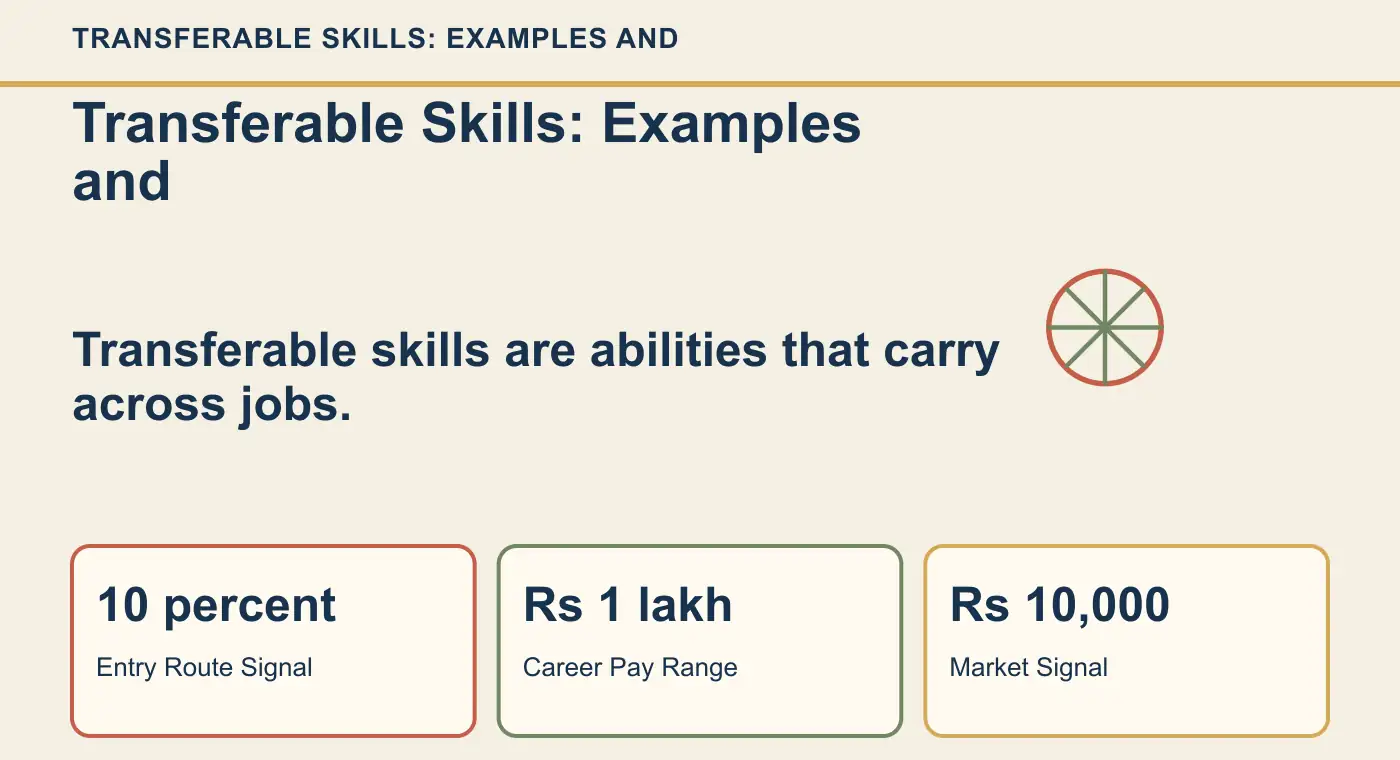 TRANSFERABLE SKILLS: EXAMPLES AND
Transferable Skills: Examples
and
Transferable skills are abilities that carry
across jobs.
10 percent
Entry Route Signal
Rs 1 lakh
Career Pay Range
Rs 10,000
Market Signal